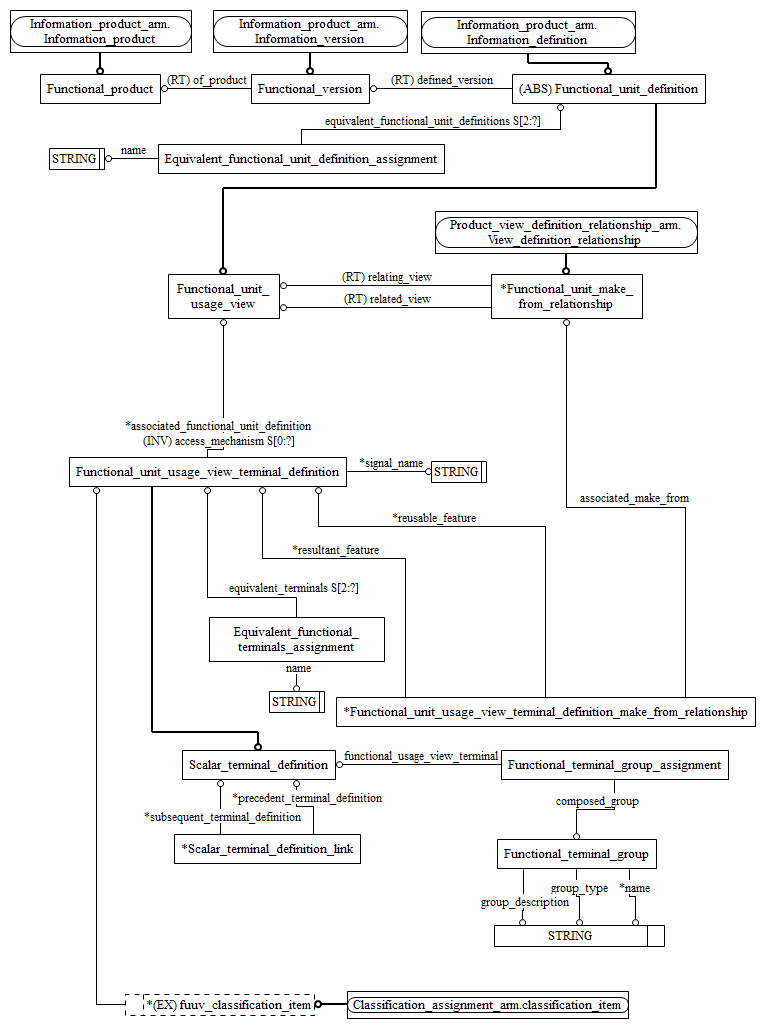 Information_product_arm.
Information_product
Information_product_arm.
Information_version
Information_product_arm.
Information_definition
Functional_product
(RT) of_product
Functional_version
(RT) defined_version
(ABS) Functional_unit_definition
equivalent_functional_unit_definitions S[2:?]
STRING
name
Equivalent_functional_unit_definition_assignment
Product_view_definition_relationship_arm.
View_definition_relationship
Functional_unit_
usage_view
(RT) relating_view
(RT) related_view
*Functional_unit_make_
from_relationship
*associated_functional_unit_definition
(INV) access_mechanism S[0:?]
Functional_unit_usage_view_terminal_definition
*signal_name
STRING
associated_make_from
*reusable_feature
*resultant_feature
equivalent_terminals S[2:?]
Equivalent_functional_
terminals_assignment
name
STRING
*Functional_unit_usage_view_terminal_definition_make_from_relationship
Scalar_terminal_definition
functional_usage_view_terminal
Functional_terminal_group_assignment
*precedent_terminal_definition
*subsequent_terminal_definition
composed_group
*Scalar_terminal_definition_link
Functional_terminal_group
group_description
group_type
*name
STRING
*(EX) fuuv_classification_item
Classification_assignment_arm.classification_item